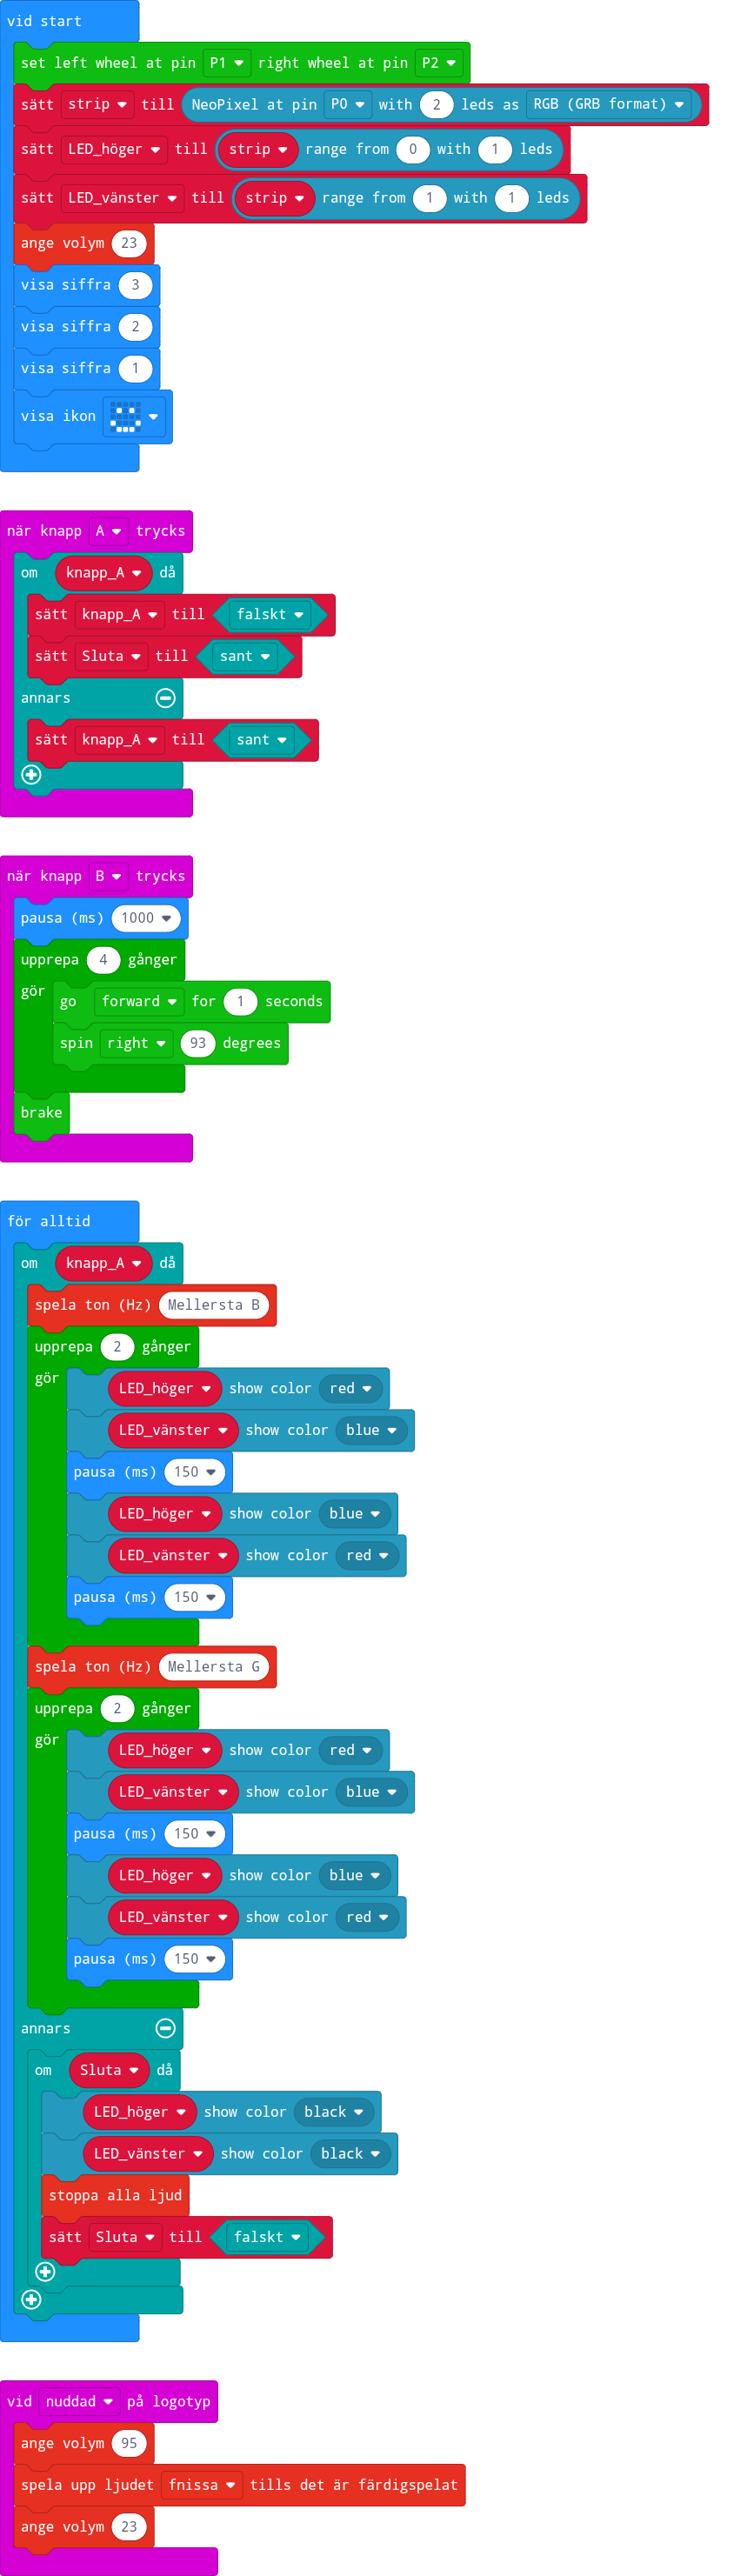 vid start
set left wheel at pin P1 right wheel at pin P2
sätt strip till NeoPixel at pin P0 with 2 leds as RGB (GRB format)
sätt LED_höger till strip range from 0 with 1 leds
sätt LED_vänster till strip range from 1 with 1 leds
ange volym 23
visa siffra 3
visa siffra 2
visa siffra 1
visa ikon
när knapp A trycks
om knapp_A då
sätt knapp_A till falskt
sätt Sluta till sant
annars
sätt knapp_A till sant
när knapp B trycks
pausa (ms) 1000
upprepa 4 gånger
gör go forward for 1 seconds
spin right 93 degrees
brake
för alltid
om knapp_A då
spela ton (Hz) Mellersta B
upprepa 2 gånger
gör LED_höger show color red
LED_vänster show color blue
pausa (ms) 150
LED_höger show color blue
LED_vänster show color red
pausa (ms) 150
spela ton (Hz) Mellersta G
upprepa 2 gånger
gör LED_höger show color red
LED_vänster show color blue
pausa (ms) 150
LED_höger show color blue
LED_vänster show color red
pausa (ms) 150
annars
om Sluta då
LED_höger show color black
LED_vänster show color black
stoppa alla ljud
sätt Sluta till falskt
vid nuddad på logotyp
ange volym 95
spela upp ljudet fnissa tills det är färdigspelat
ange volym 23